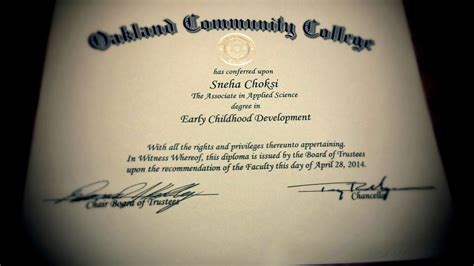 Oakland Community College
has conferred upon
Sneha Choksi
The Associate in Applied Science
degree in
Early Childhood Development
With all the rights and privileges thereunto appertaining.
In Witness Whereof, this diploma is issued by the Board of Trustees
upon the recommendation of the Faculty this day of April 28, 2014.
Chair Board of Trustees
Chancellor